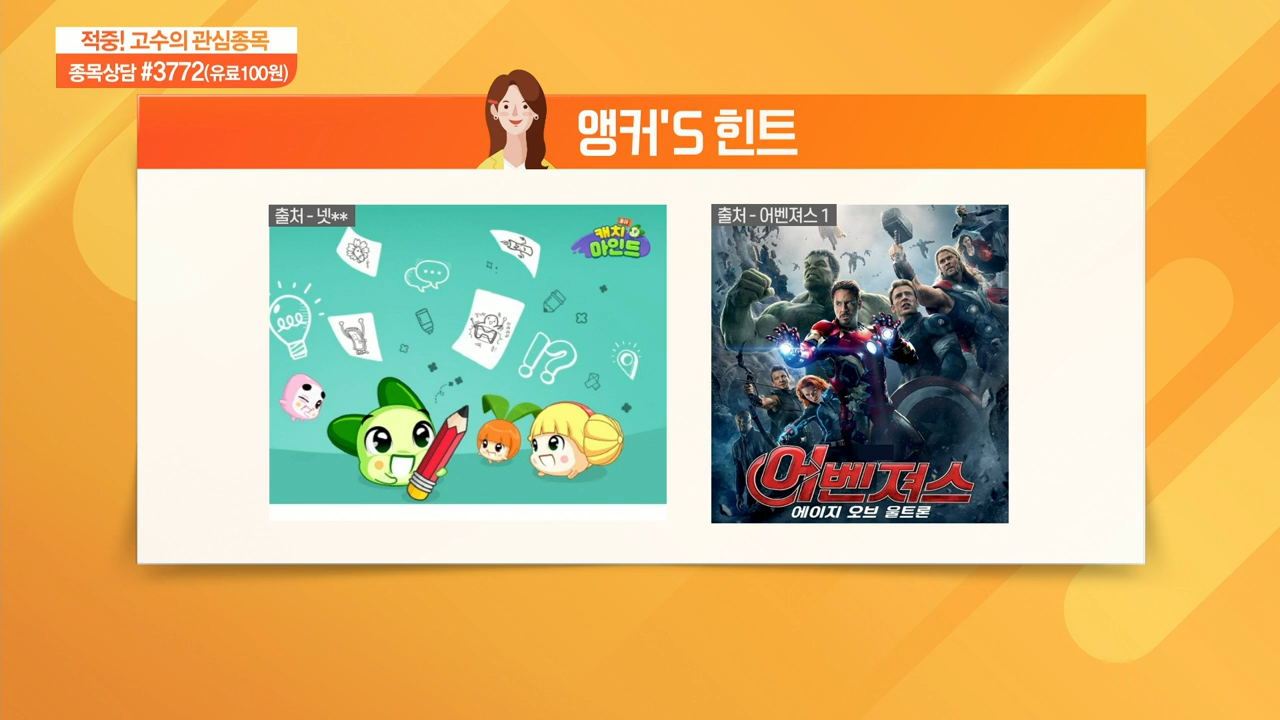 적중! 고수의 관심종목
종목상담 #3772(유료100원)
앵커'S 힌트
출처 - 넷**
캐치
마인드
!?
출처 - 어벤져스 1
어벤져스
에이지 오브 울트론